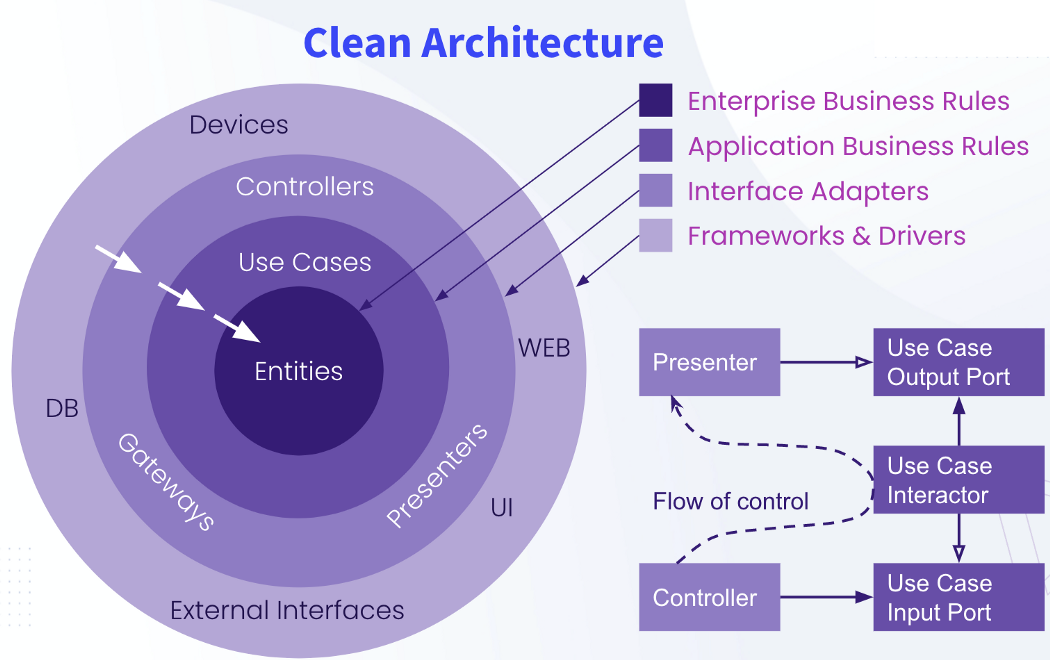 Clean Architecture
Devices
Controllers
Use Cases
Entities
WEB
DB
Gateways
Presenters
UI
External Interfaces
Enterprise Business Rules
Application Business Rules
Interface Adapters
Frameworks & Drivers
Presenter
Use Case
Output Port
Use Case
Interactor
Flow of control
Controller
Use Case
Input Port